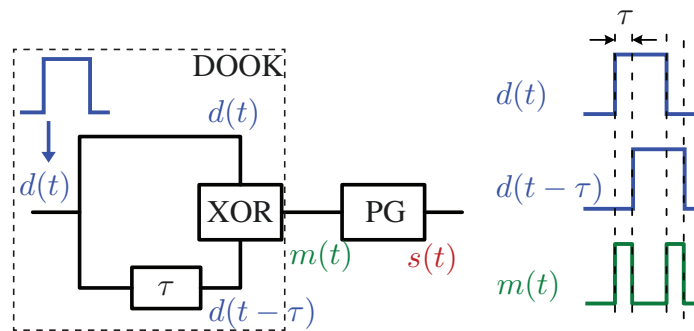 DOOK
d(t)
d(t)
XOR
PG
m(t)
s(t)
τ
d(t − τ)
τ
d(t)
d(t − τ)
m(t)